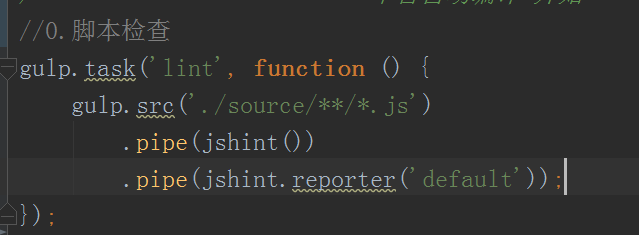 //0.脚本检查
gulp.task('lint', function () {
gulp.src('./source/**/*.js')
.pipe(jshint())
.pipe(jshint.reporter('default'));
});